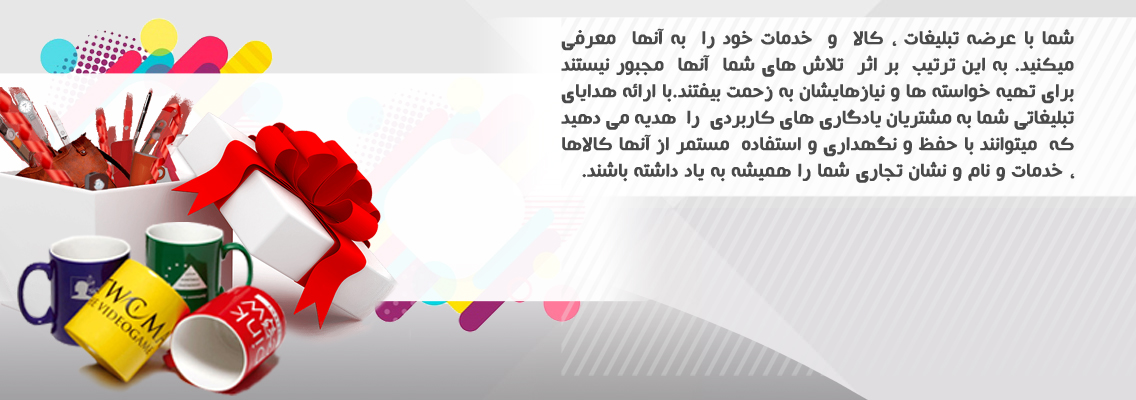 شما با عرضه تبلیغات ، کالا و خدمات خود را به آنها معرفی
میکنید. به این ترتیب بر اثر تلاش های شما آنها مجبور نیستند
برای تهیه خواسته ها و نیازهایشان به زحمت بیفتند.با ارائه هدایای
تبلیغاتی شما به مشتریان یادگاری های کاربردی را هدیه می دهید
که میتوانند با حفظ و نگهداری و استفاده مستمر از آنها کالاها
، خدمات و نام و نشان تجاری شما را همیشه به یاد داشته باشند.
VIDEOGAME